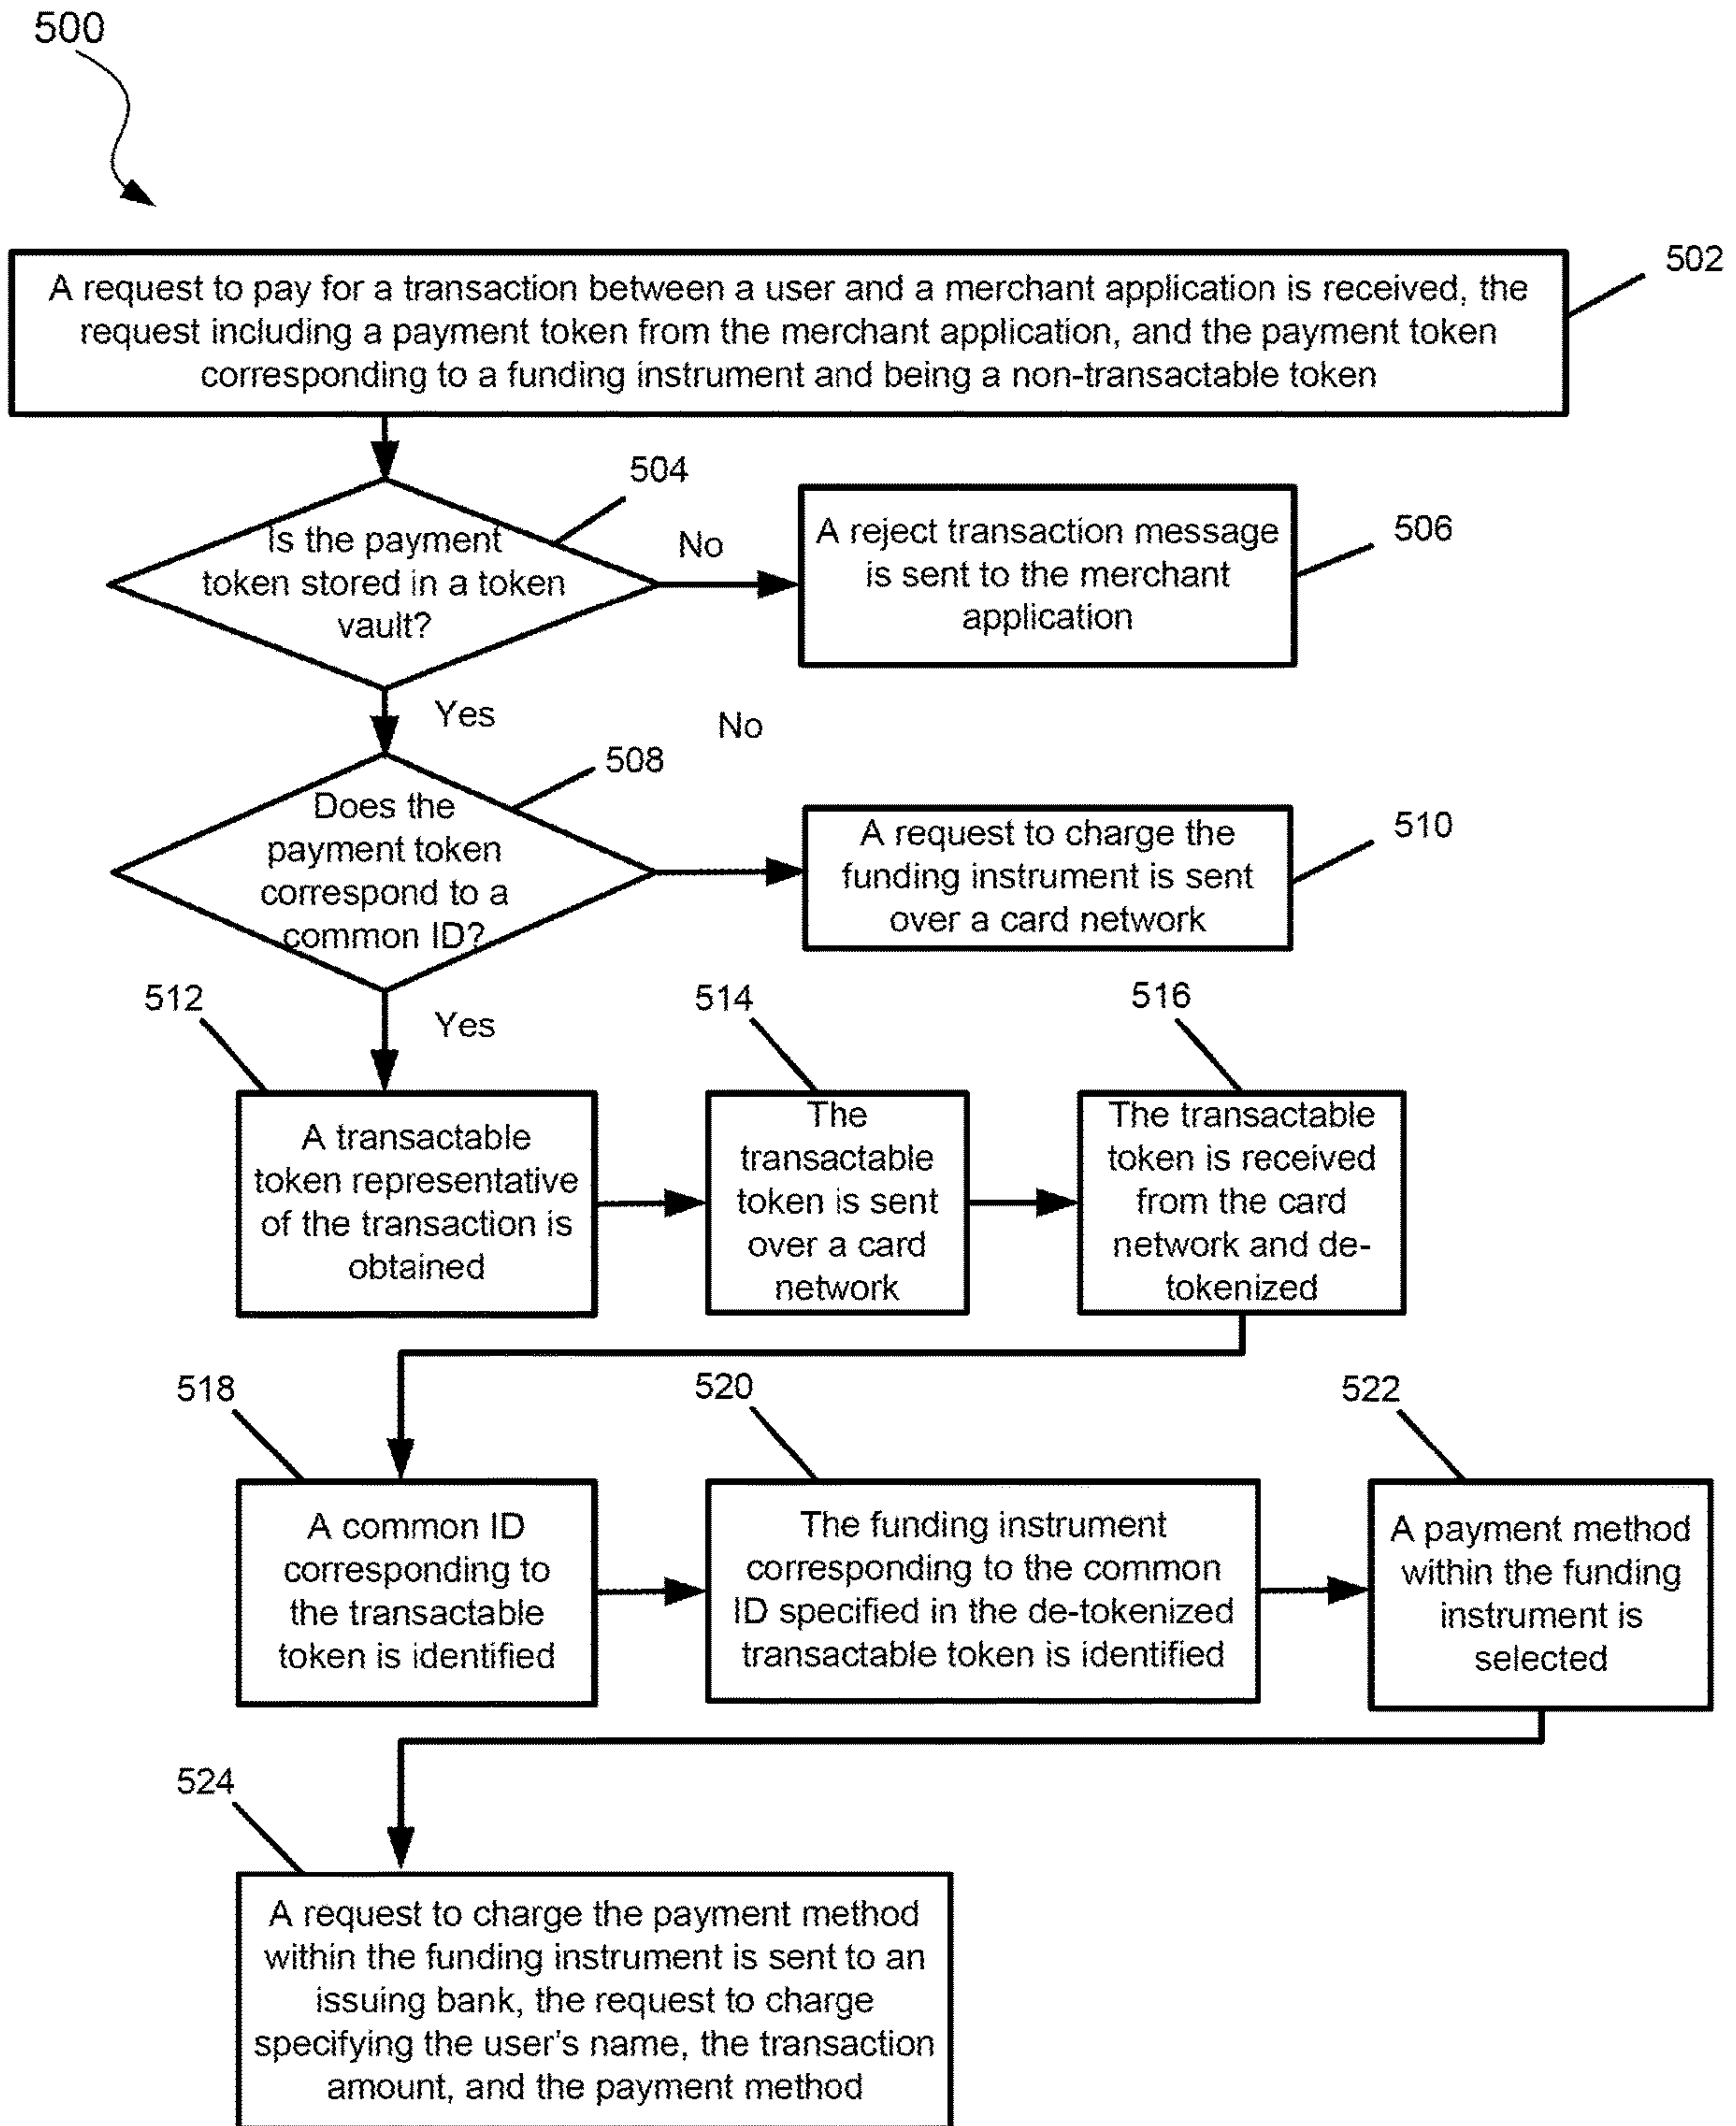 500
502
A request to pay for a transaction between a user and a merchant application is received, the
request including a payment token from the merchant application, and the payment token
corresponding to a funding instrument and being a non-transactable token
504
Is the payment
token stored in a token
vault?
No
A reject transaction message
is sent to the merchant
application
506
Yes
No
508
Does the
payment token
correspond to a
common ID?
A request to charge the
funding instrument is sent
over a card network
510
Yes
512
A transactable
token representative
of the transaction is
obtained
514
The
transactable
token is sent
over a card
network
516
The transactable
token is received
from the card
network and de-
tokenized
518
A common ID
corresponding to
the transactable
token is identified
520
The funding instrument
corresponding to the common
ID specified in the de-tokenized
transactable token is identified
522
A payment method
within the funding
instrument is
selected
524
A request to charge the payment method
within the funding instrument is sent to an
issuing bank, the request to charge
specifying the user's name, the transaction
amount, and the payment method